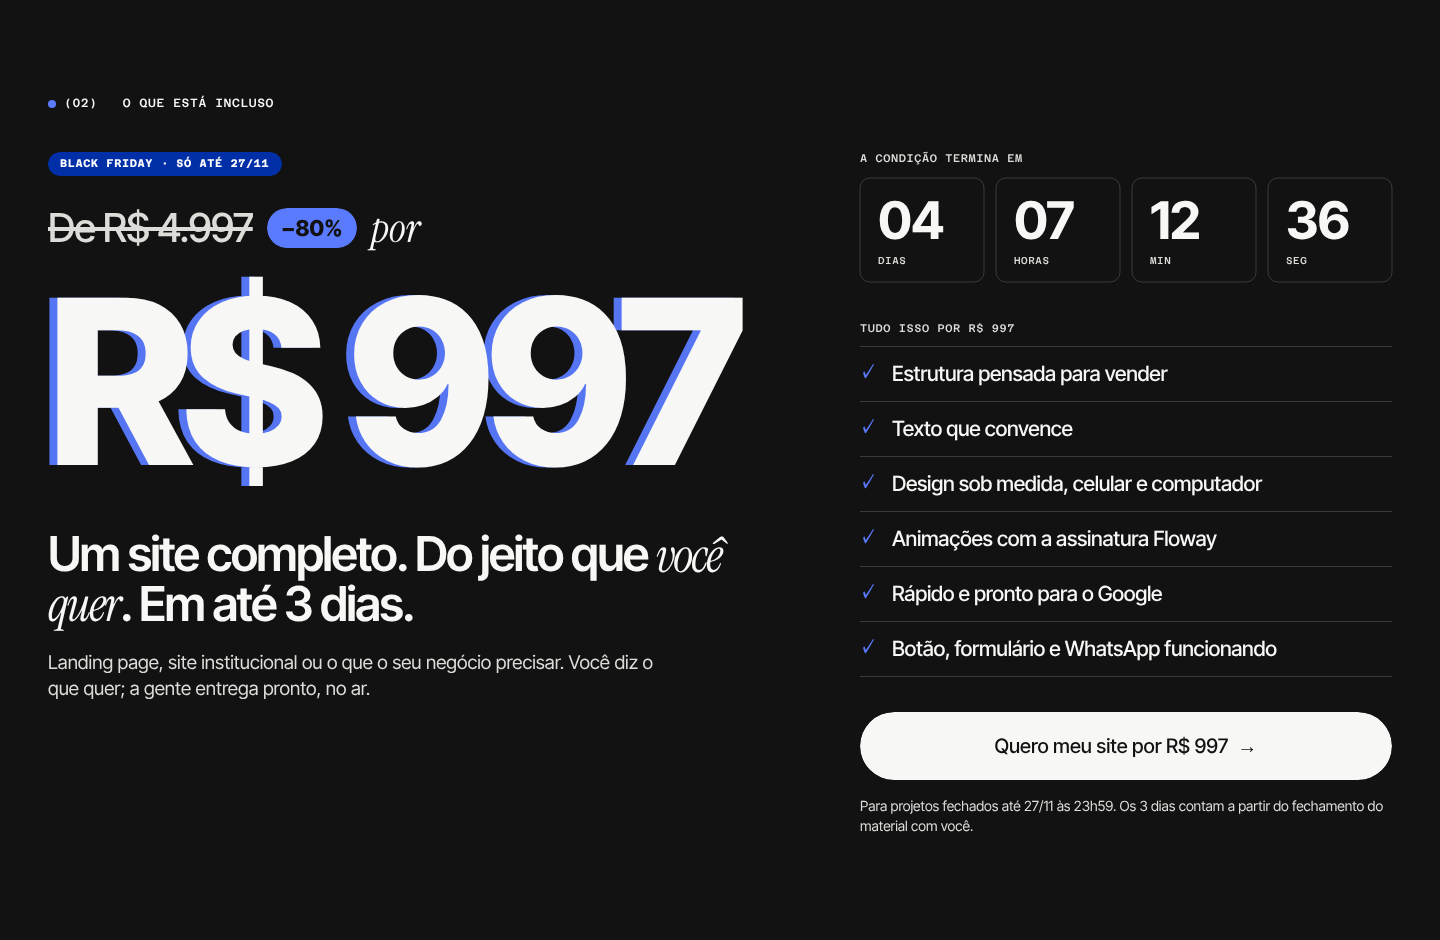 (02) O QUE ESTÁ INCLUSO
BLACK FRIDAY · SÓ ATÉ 27/11
De R$ 4.997 −80% por
R$ 997
Um site completo. Do jeito que você
quer. Em até 3 dias.
Landing page, site institucional ou o que o seu negócio precisar. Você diz o
que quer; a gente entrega pronto, no ar.
A CONDIÇÃO TERMINA EM
04 07 12 36
DIAS HORAS MIN SEG
TUDO ISSO POR R$ 997
✓ Estrutura pensada para vender
✓ Texto que convence
✓ Design sob medida, celular e computador
✓ Animações com a assinatura Floway
✓ Rápido e pronto para o Google
✓ Botão, formulário e WhatsApp funcionando
Quero meu site por R$ 997 →
Para projetos fechados até 27/11 às 23h59. Os 3 dias contam a partir do fechamento do
material com você.